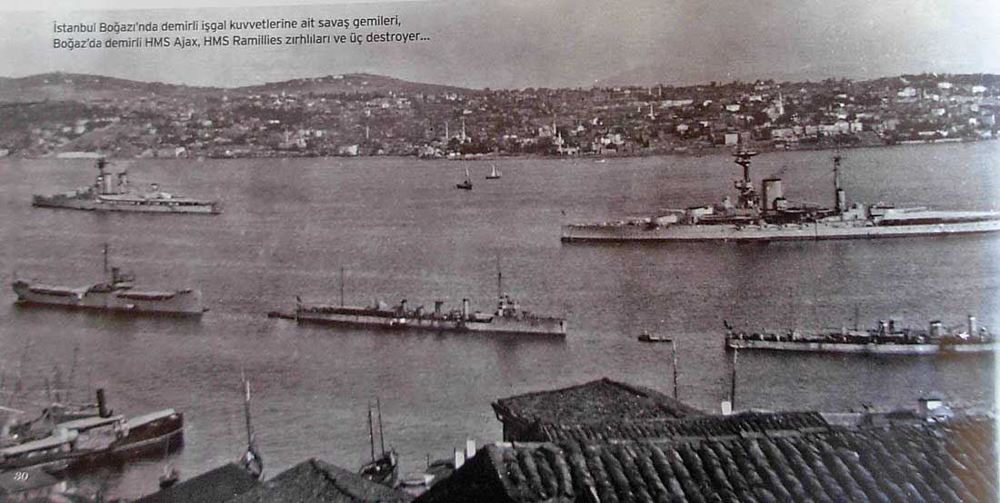 İstanbul Boğazı'nda demirli işgal kuvvetlerine ait savaş gemileri,
Boğaz'da demirli HMS Ajax, HMS Ramillies zırhlıları ve üç destroyer...
30